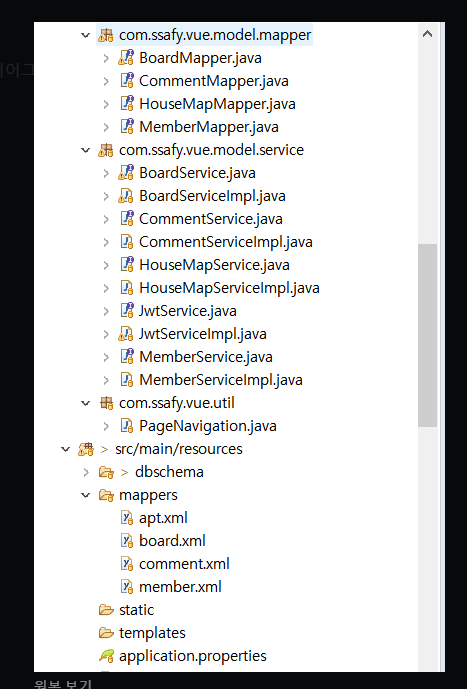 com.ssafy.vue.model.mapper
BoardMapper.java
CommentMapper.java
HouseMapMapper.java
MemberMapper.java
com.ssafy.vue.model.service
BoardService.java
BoardServiceImpl.java
CommentService.java
CommentServiceImpl.java
HouseMapService.java
HouseMapServiceImpl.java
JwtService.java
JwtServiceImpl.java
MemberService.java
MemberServiceImpl.java
com.ssafy.vue.util
PageNavigation.java
> src/main/resources
> dbschema
mappers
apt.xml
board.xml
comment.xml
member.xml
static
templates
application.properties
원본 보기